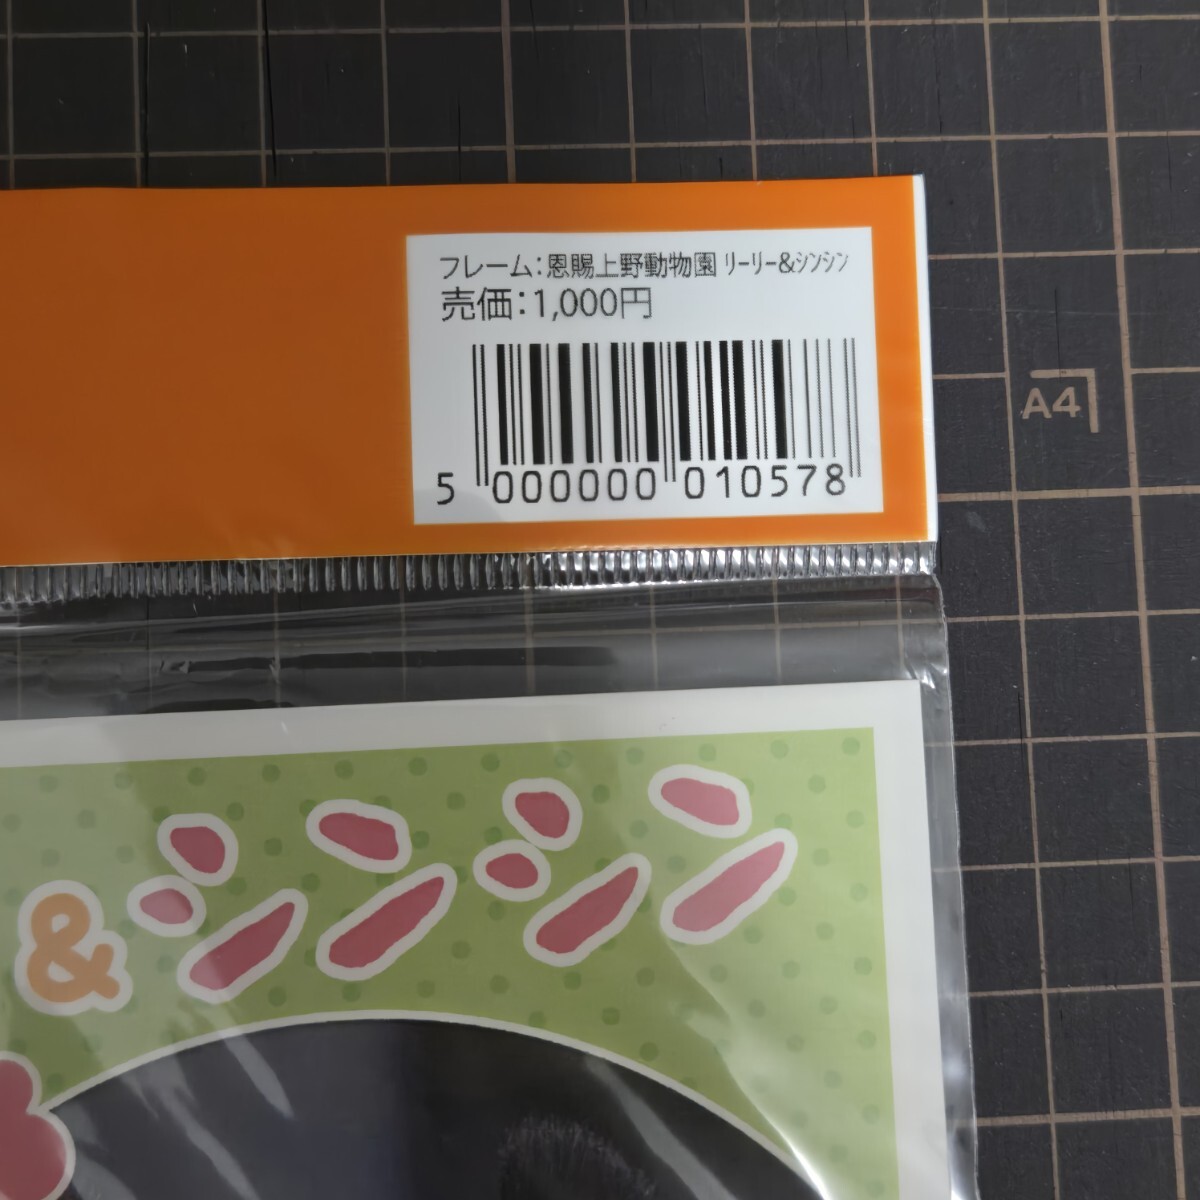 フレーム：恩賜上野動物園 ﾘｰﾘｰ&ｼﾝｼﾝ
売価：1,000円
5 000000 010578
A4
&シンシン